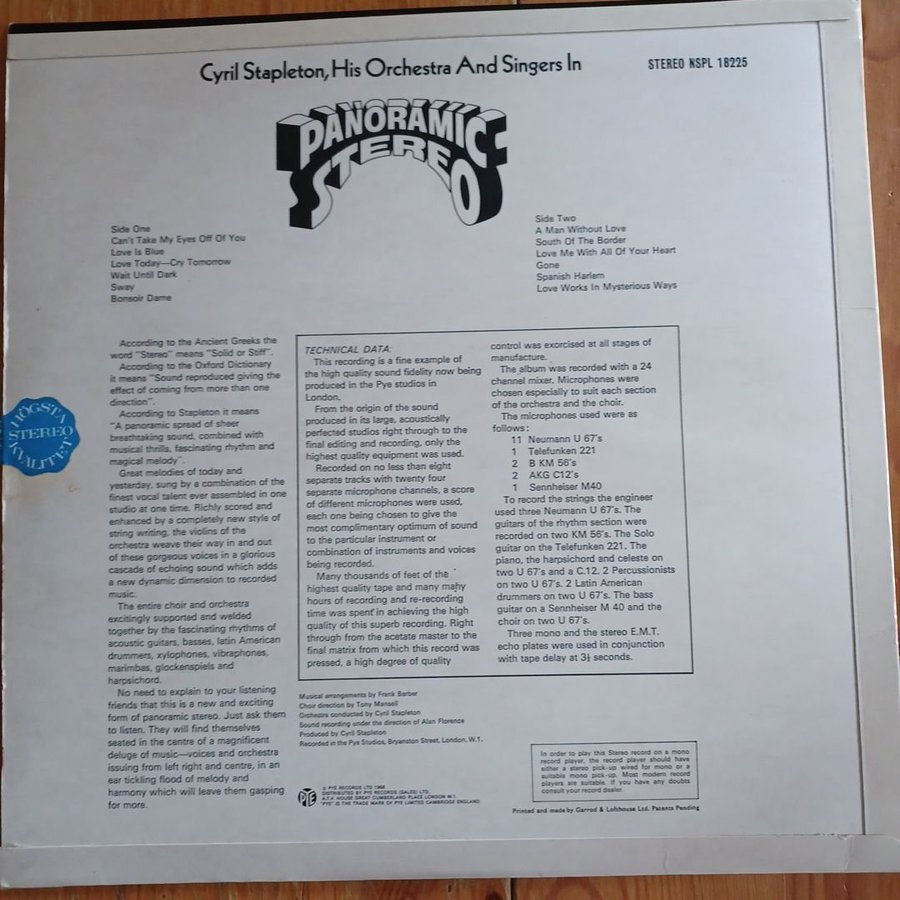 Cyril Stapleton, His Orchestra And Singers In
STEREO NSPL 18225
PANORAMIC
STEREO
Side One
Can't Take My Eyes Off Of You
Love Is Blue
Love Today—Cry Tomorrow
Wait Until Dark
Sway
Bonsoir Dame
Side Two
A Man Without Love
South Of The Border
Love Me With All Of Your Heart
Gone
Spanish Harlem
Love Works In Mysterious Ways
According to the Ancient Greeks the
word "Stereo" means "Solid or Stiff".
According to the Oxford Dictionary
it means "Sound reproduced giving the
effect of coming from more than one
direction".
According to Stapleton it means
"A panoramic spread of sheer
breathtaking sound, combined with
musical thrills, fascinating rhythm and
magical melody".
Great melodies of today and
yesterday, sung by a combination of the
finest vocal talent ever assembled in one
studio at one time. Richly scored and
enhanced by a completely new style of
string writing, the violins of the
orchestra weave their way in and out
of these gorgeous voices in a glorious
cascade of echoing sound which adds
a new dynamic dimension to recorded
music.
The entire choir and orchestra
excitingly supported and welded
together by the fascinating rhythms of
acoustic guitars, basses, latin American
drummers, xylophones, vibraphones,
marimbas, glockenspiels and
harpsichord.
No need to explain to your listening
friends that this is a new and exciting
form of panoramic stereo. Just ask them
to listen. They will find themselves
seated in the centre of a magnificent
deluge of music—voices and orchestra
issuing from left right and centre, in an
ear tickling flood of melody and
harmony which will leave them gasping
for more.
HÖGSTA
STEREO
KVALITET
TECHNICAL DATA:
This recording is a fine example of
the high quality sound fidelity now being
produced in the Pye studios in
London.
From the origin of the sound
produced in its large, acoustically
perfected studios right through to the
final editing and recording, only the
highest quality equipment was used.
Recorded on no less than eight
separate tracks with twenty four
separate microphone channels, a score
of different microphones were used,
each one being chosen to give the
most complimentary optimum of sound
to the particular instrument or
combination of instruments and voices
being recorded.
Many thousands of feet of the
highest quality tape and many many
hours of recording and re-recording
time was spent in achieving the high
quality of this superb recording. Right
through from the acetate master to the
final matrix from which this record was
pressed, a high degree of quality
control was exorcised at all stages of
manufacture.
The album was recorded with a 24
channel mixer. Microphones were
chosen especially to suit each section
of the orchestra and the choir.
The microphones used were as
follows:
11 Neumann U 67's
1 Telefunken 221
2 B KM 56's
2 AKG C12's
1 Sennheiser M40
To record the strings the engineer
used three Neumann U 67's. The
guitars of the rhythm section were
recorded on two KM 56's. The Solo
guitar on the Telefunken 221. The
piano, the harpsichord and celeste on
two U 67's and a C.12. 2 Percussionists
on two U 67's. 2 Latin American
drummers on two U 67's. The bass
guitar on a Sennheiser M 40 and the
choir on two U 67's.
Three mono and the stereo E.M.T.
echo plates were used in conjunction
with tape delay at 3½ seconds.
Musical arrangements by Frank Barber
Choir direction by Tony Mansell
Orchestra conducted by Cyril Stapleton
Sound recording under the direction of Alan Florence
Produced by Cyril Stapleton
Recorded in the Pye Studios, Bryanston Street, London, W.1.
PYE
℗ PYE RECORDS LTD 1968
DISTRIBUTED BY PYE RECORDS (SALES) LTD.
A.T.V. HOUSE GREAT CUMBERLAND PLACE LONDON W.1.
"PYE" IS THE TRADE MARK OF PYE LIMITED CAMBRIDGE ENGLAND
In order to play this Stereo record on a mono
record player, the record player should have
either a stereo pick-up wired for mono or a
suitable mono pick-up. Most modern record
players are suitable. If you have any doubts
consult your record dealer.
Printed and made by Garrod & Lofthouse Ltd. Patents Pending